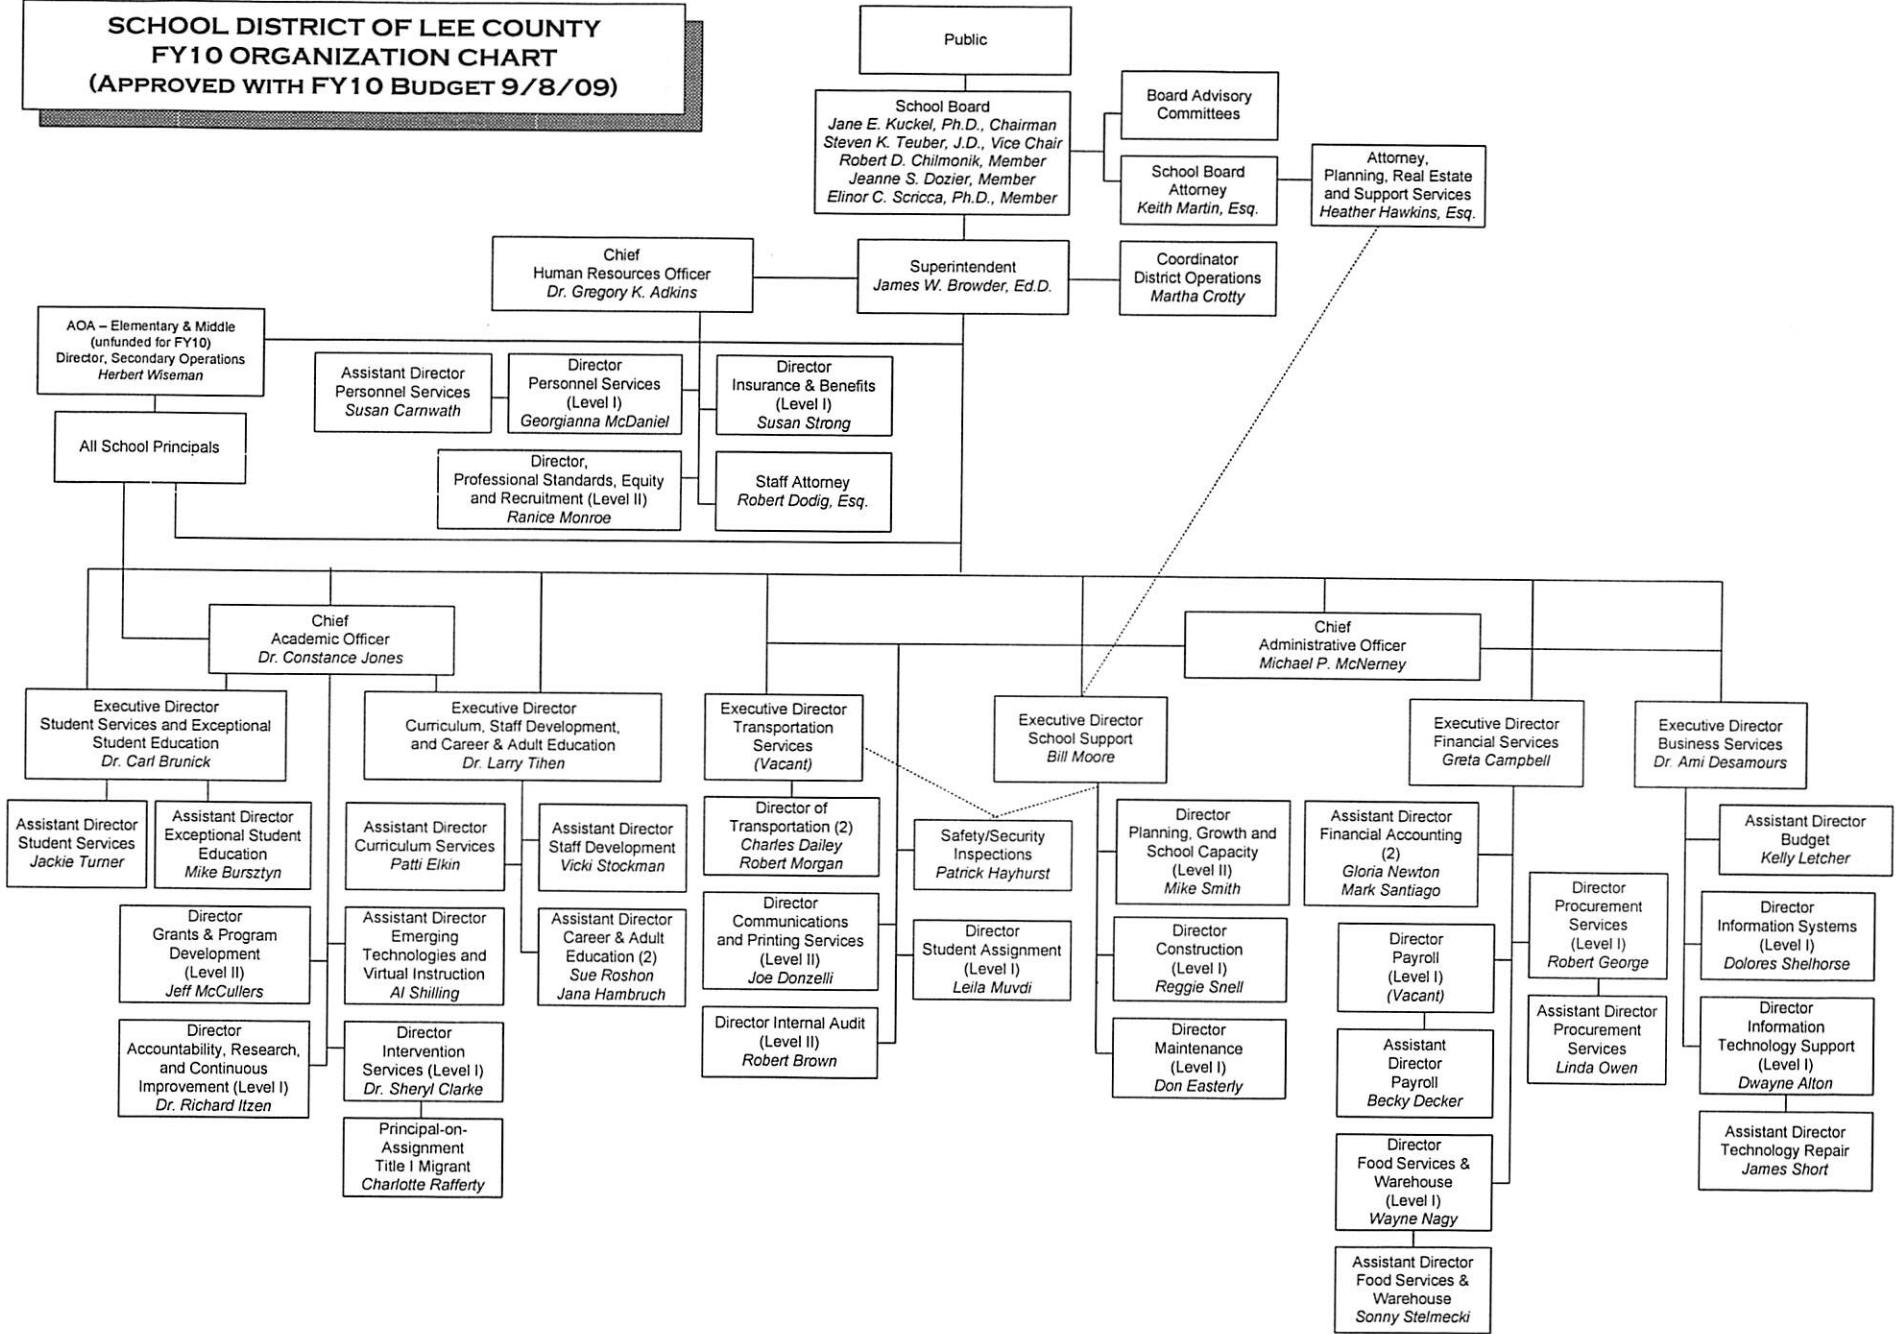 SCHOOL DISTRICT OF LEE COUNTY
FY10 ORGANIZATION CHART
(APPROVED WITH FY10 BUDGET 9/8/09)
Public
School Board
Jane E. Kuckel, Ph.D., Chairman
Steven K. Teuber, J.D., Vice Chair
Robert D. Chilmonik, Member
Jeanne S. Dozier, Member
Elinor C. Scricca, Ph.D., Member
Board Advisory
Committees
School Board
Attorney
Keith Martin, Esq.
Attorney,
Planning, Real Estate
and Support Services
Heather Hawkins, Esq.
Chief
Human Resources Officer
Dr. Gregory K. Adkins
Superintendent
James W. Browder, Ed.D.
Coordinator
District Operations
Martha Crotty
AOA – Elementary & Middle
(unfunded for FY10)
Director, Secondary Operations
Herbert Wiseman
All School Principals
Assistant Director
Personnel Services
Susan Carnwath
Director
Personnel Services
(Level I)
Georgianna McDaniel
Director
Insurance & Benefits
(Level I)
Susan Strong
Director,
Professional Standards, Equity
and Recruitment (Level II)
Ranice Monroe
Staff Attorney
Robert Dodig, Esq.
Chief
Academic Officer
Dr. Constance Jones
Chief
Administrative Officer
Michael P. McNerney
Executive Director
Student Services and Exceptional
Student Education
Dr. Carl Brunick
Executive Director
Curriculum, Staff Development,
and Career & Adult Education
Dr. Larry Tihen
Executive Director
Transportation
Services
(Vacant)
Executive Director
School Support
Bill Moore
Executive Director
Financial Services
Greta Campbell
Executive Director
Business Services
Dr. Ami Desamours
Assistant Director
Student Services
Jackie Turner
Assistant Director
Exceptional Student
Education
Mike Bursztyn
Assistant Director
Curriculum Services
Patti Elkin
Assistant Director
Staff Development
Vicki Stockman
Director of
Transportation (2)
Charles Dailey
Robert Morgan
Safety/Security
Inspections
Patrick Hayhurst
Director
Planning, Growth and
School Capacity
(Level II)
Mike Smith
Assistant Director
Financial Accounting
(2)
Gloria Newton
Mark Santiago
Assistant Director
Budget
Kelly Letcher
Director
Grants & Program
Development
(Level II)
Jeff McCullers
Assistant Director
Emerging
Technologies and
Virtual Instruction
Al Shilling
Assistant Director
Career & Adult
Education (2)
Sue Roshon
Jana Hambruch
Director
Communications
and Printing Services
(Level II)
Joe Donzelli
Director
Student Assignment
(Level I)
Leila Muvdi
Director
Construction
(Level I)
Reggie Snell
Director
Payroll
(Level I)
(Vacant)
Director
Procurement
Services
(Level I)
Robert George
Director
Information Systems
(Level I)
Dolores Shelhorse
Director
Accountability, Research,
and Continuous
Improvement (Level I)
Dr. Richard Itzen
Director
Intervention
Services (Level I)
Dr. Sheryl Clarke
Director Internal Audit
(Level II)
Robert Brown
Director
Maintenance
(Level I)
Don Easterly
Assistant
Director
Payroll
Becky Decker
Assistant Director
Procurement
Services
Linda Owen
Director
Information
Technology Support
(Level I)
Dwayne Alton
Principal-on-
Assignment
Title I Migrant
Charlotte Rafferty
Director
Food Services &
Warehouse
(Level I)
Wayne Nagy
Assistant Director
Technology Repair
James Short
Assistant Director
Food Services &
Warehouse
Sonny Stelmecki